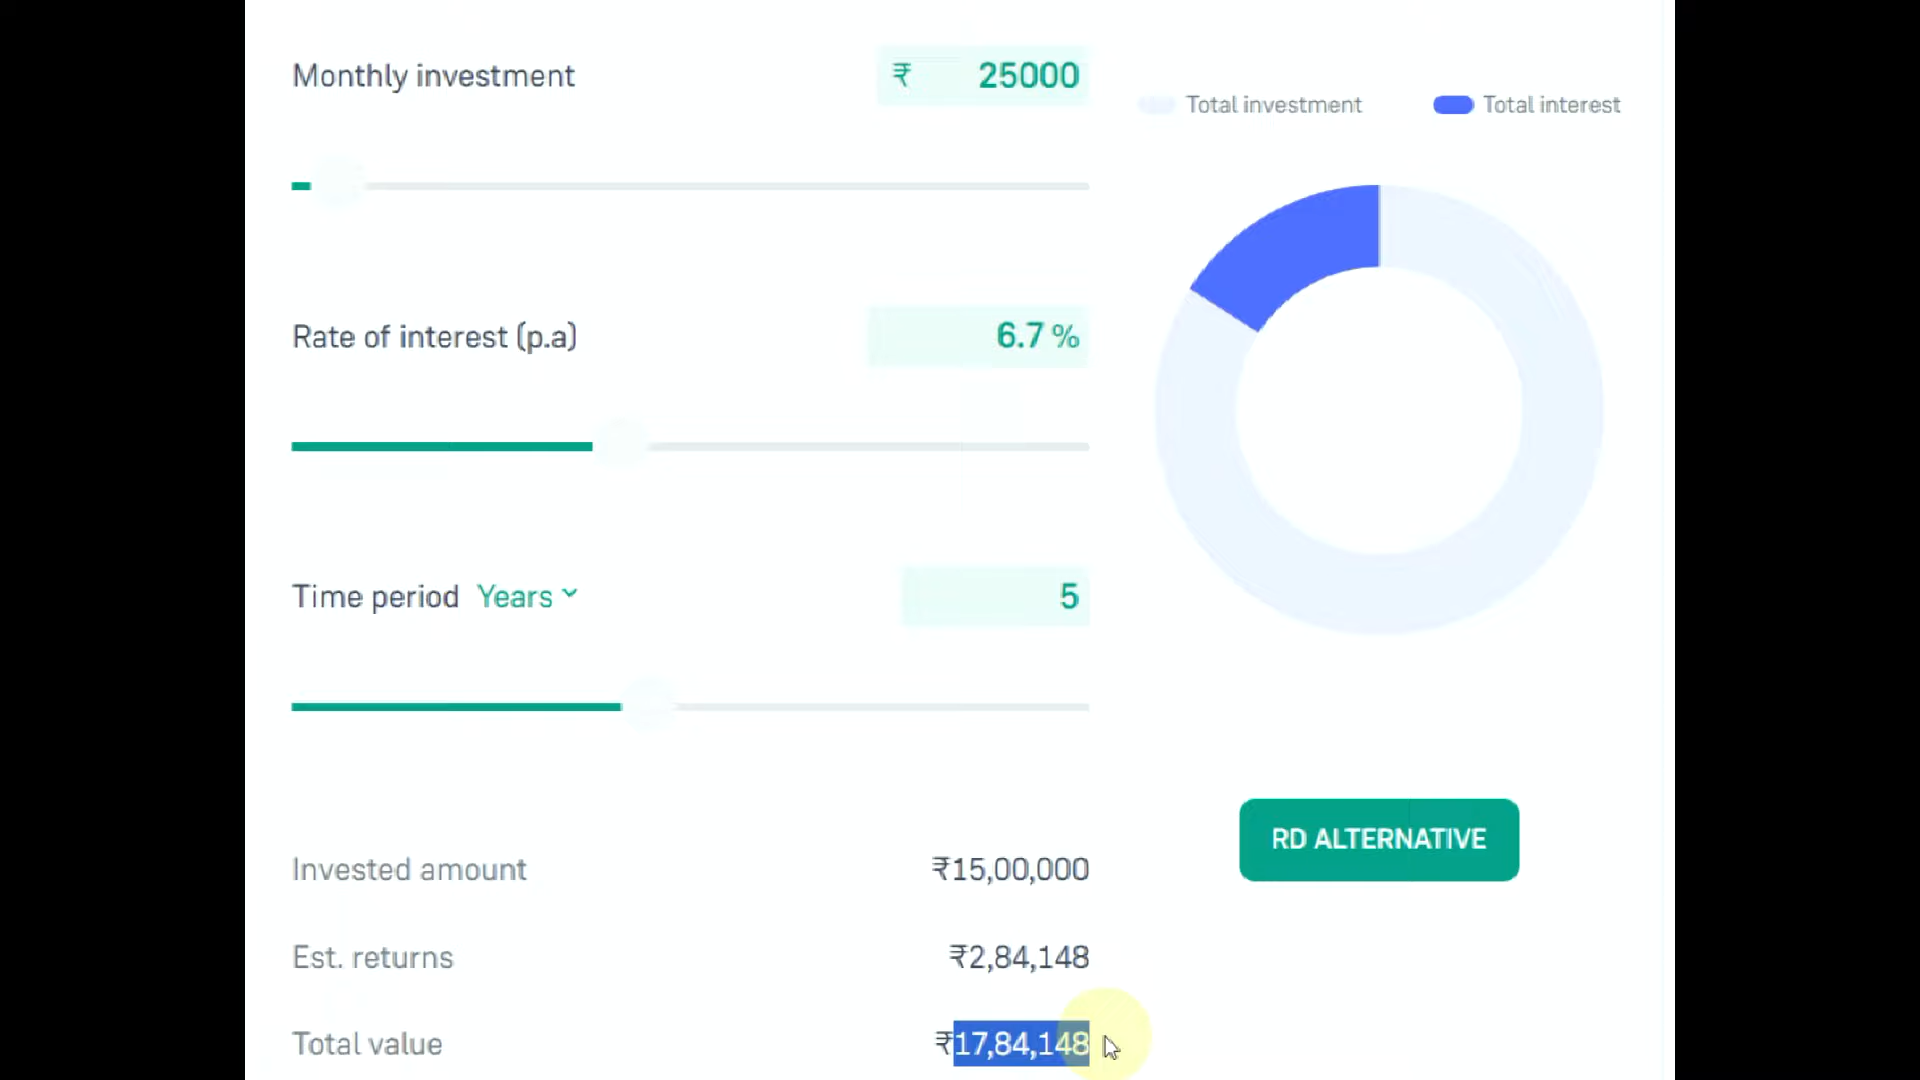 Monthly investment ₹ 25000
Total investment Total interest
Rate of interest (p.a) 6.7 %
Time period Years 5
RD ALTERNATIVE
Invested amount ₹15,00,000
Est. returns ₹2,84,148
Total value ₹17,84,148